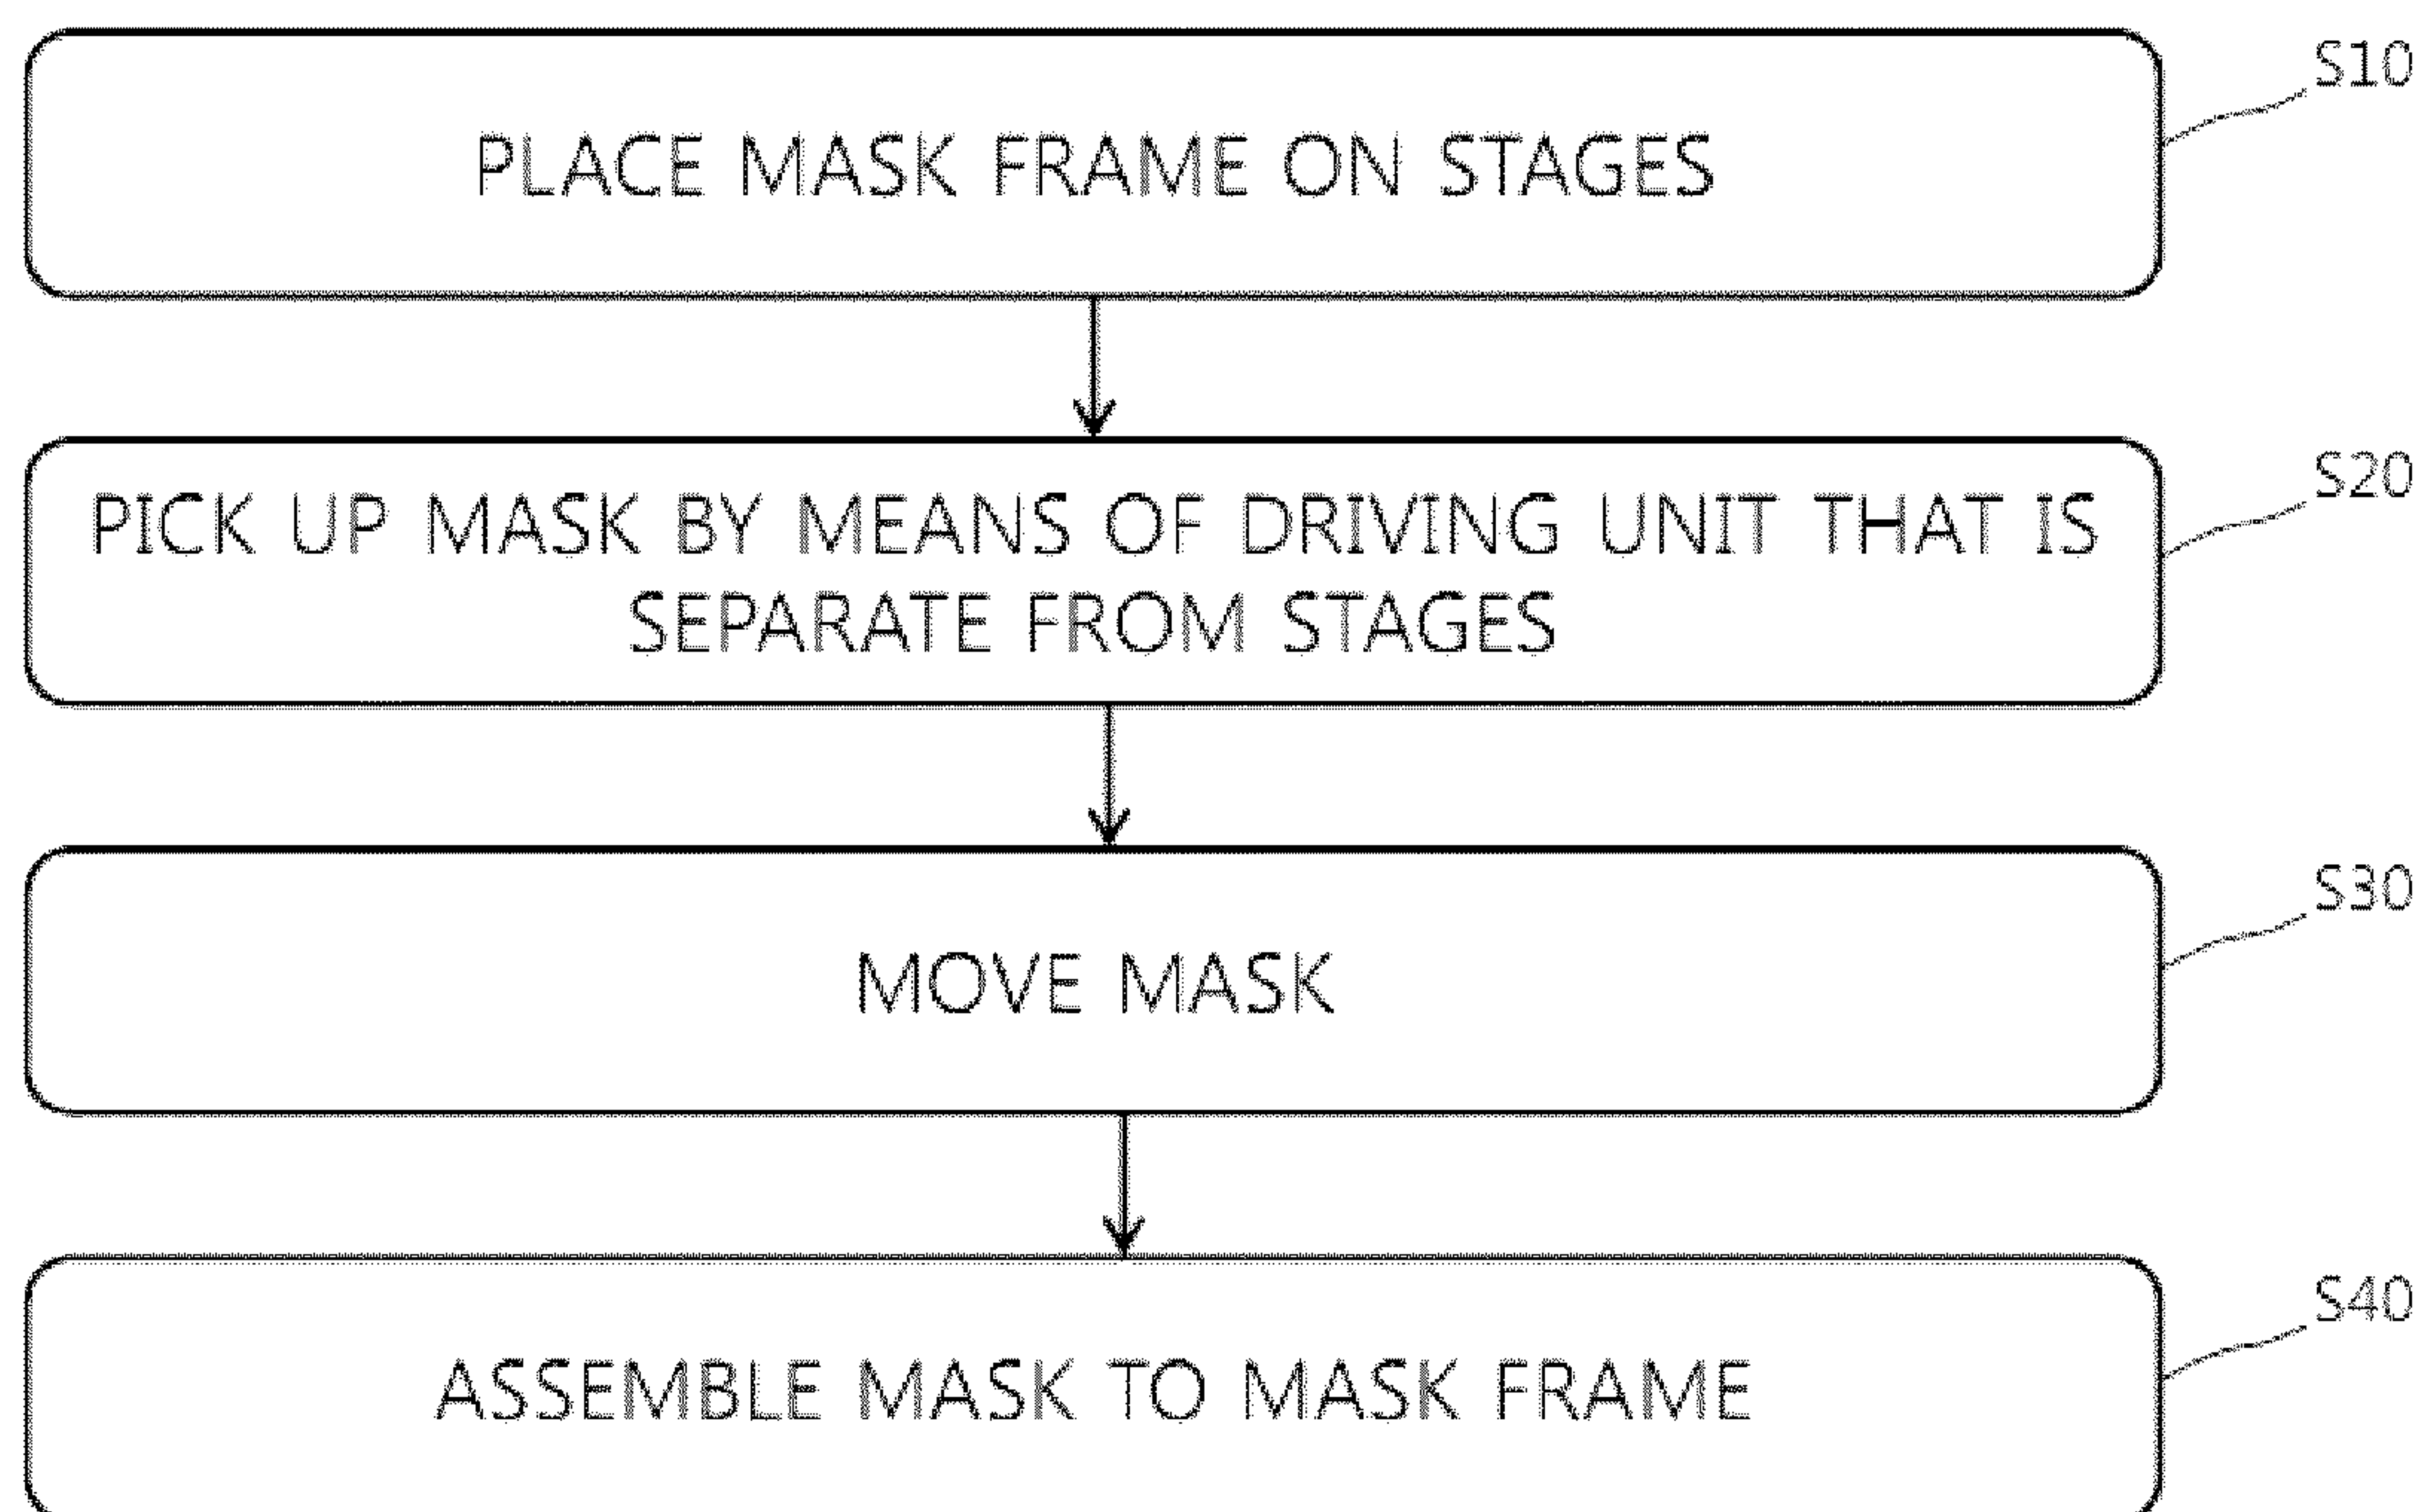 S10
PLACE MASK FRAME ON STAGES
S20
PICK UP MASK BY MEANS OF DRIVING UNIT THAT IS
SEPARATE FROM STAGES
S30
MOVE MASK
S40
ASSEMBLE MASK TO MASK FRAME